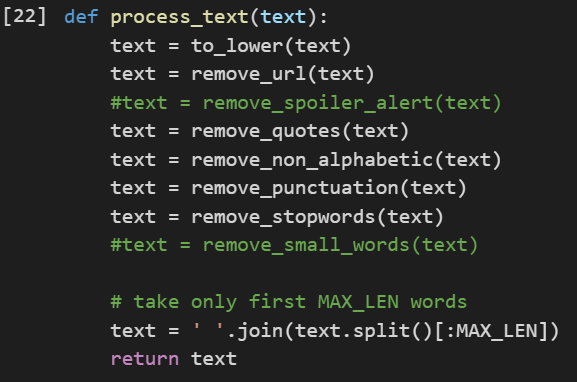 [22] def process_text(text):
text = to_lower(text)
text = remove_url(text)
#text = remove_spoiler_alert(text)
text = remove_quotes(text)
text = remove_non_alphabetic(text)
text = remove_punctuation(text)
text = remove_stopwords(text)
#text = remove_small_words(text)
# take only first MAX_LEN words
text = ' '.join(text.split()[:MAX_LEN])
return text